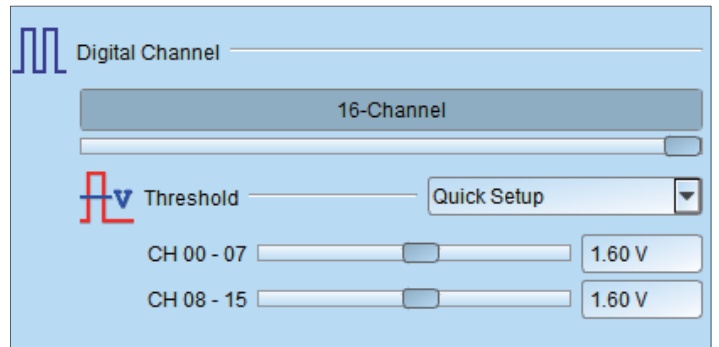 Digital Channel
16-Channel
V Threshold Quick Setup
CH 00 - 07 1.60 V
CH 08 - 15 1.60 V